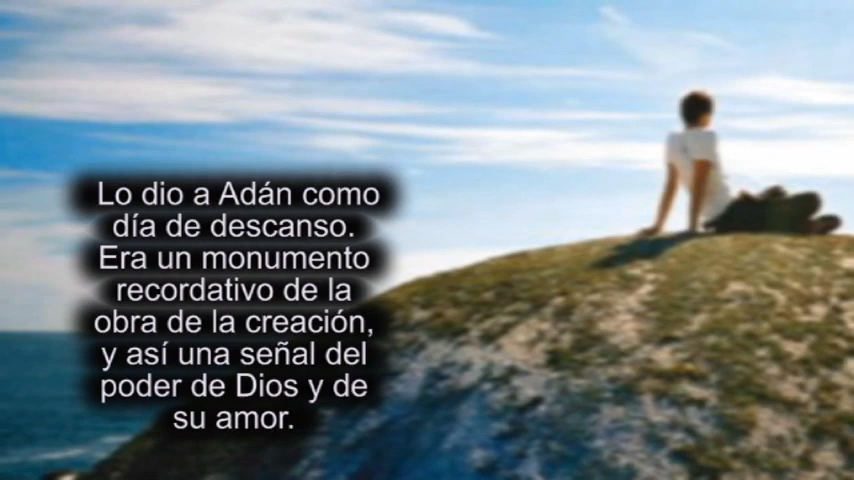 Lo dio a Adán como
día de descanso.
Era un monumento
recordativo de la
obra de la creación,
y así una señal del
poder de Dios y de
su amor.